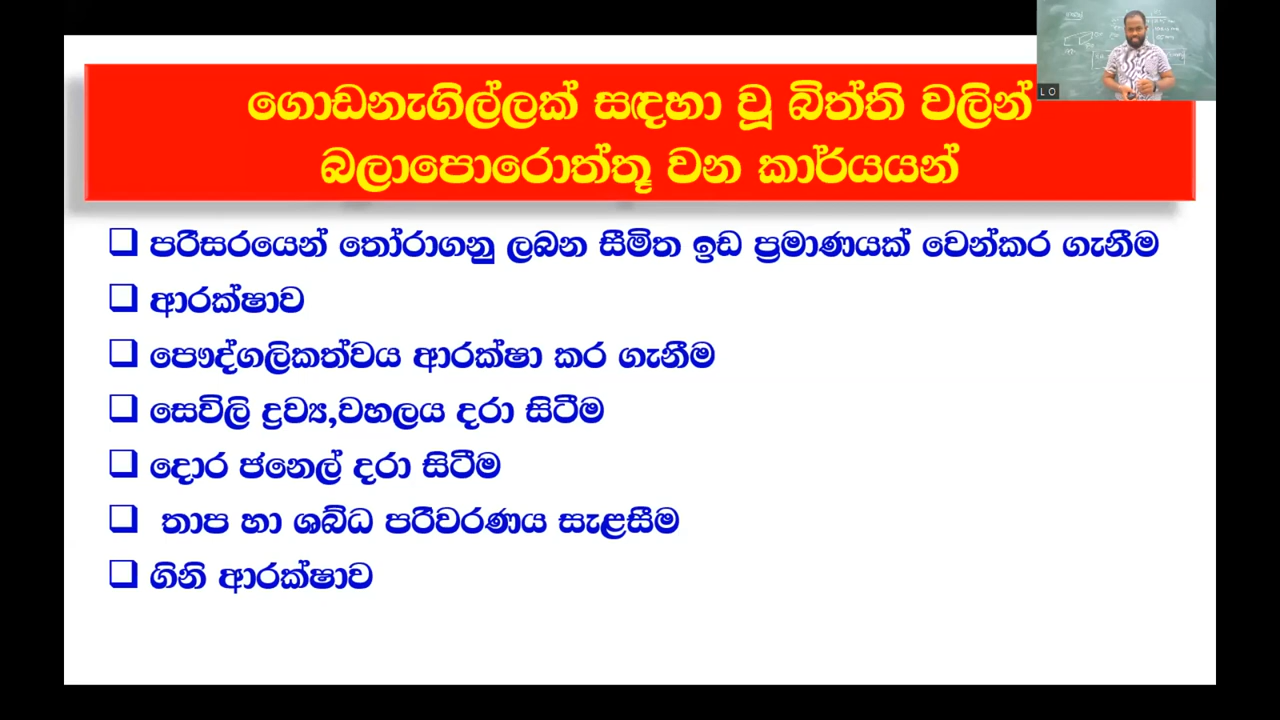 L O
ගොඩනැගිල්ලක් සඳහා වූ බිත්ති වලින්
බලාපොරොත්තූ වන කාර්යයන්
පරිසරයෙන් තෝරාගනු ලබන සීමිත ඉඩ ප්‍රමාණයක් වෙන්කර ගැනීම
ආරක්ෂාව
පෞද්ගලිකත්වය ආරක්ෂා කර ගැනීම
සෙවිලි ද්‍රව්‍ය,වහලය දරා සිටීම
දොර ජනෙල් දරා සිටීම
තාප හා ශබ්ධ පරිවරණය සැළසීම
ගිනි ආරක්ෂාව